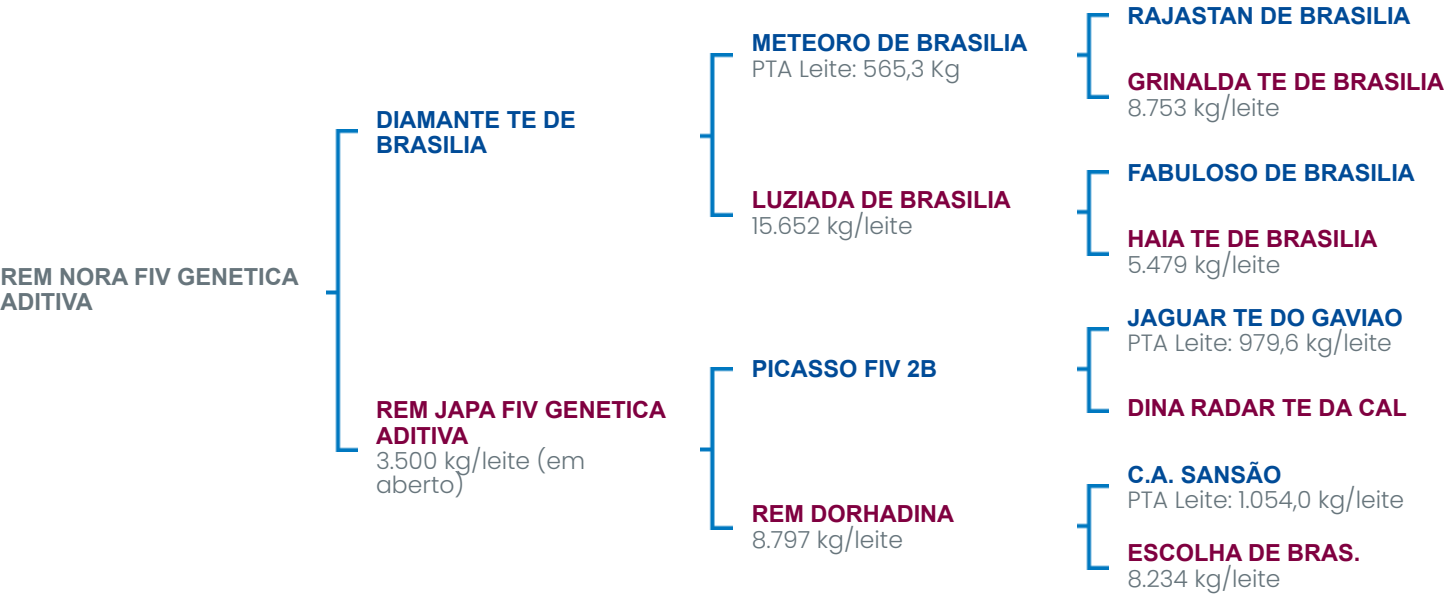 REM NORA FIV GENETICA
ADITIVA
DIAMANTE TE DE
BRASILIA
REM JAPA FIV GENETICA
ADITIVA
3.500 kg/leite (em
aberto)
METEORO DE BRASILIA
PTA Leite: 565,3 Kg
LUZIADA DE BRASILIA
15.652 kg/leite
PICASSO FIV 2B
REM DORHADINA
8.797 kg/leite
RAJASTAN DE BRASILIA
GRINALDA TE DE BRASILIA
8.753 kg/leite
FABULOSO DE BRASILIA
HAIA TE DE BRASILIA
5.479 kg/leite
JAGUAR TE DO GAVIAO
PTA Leite: 979,6 kg/leite
DINA RADAR TE DA CAL
C.A. SANSÃO
PTA Leite: 1.054,0 kg/leite
ESCOLHA DE BRAS.
8.234 kg/leite